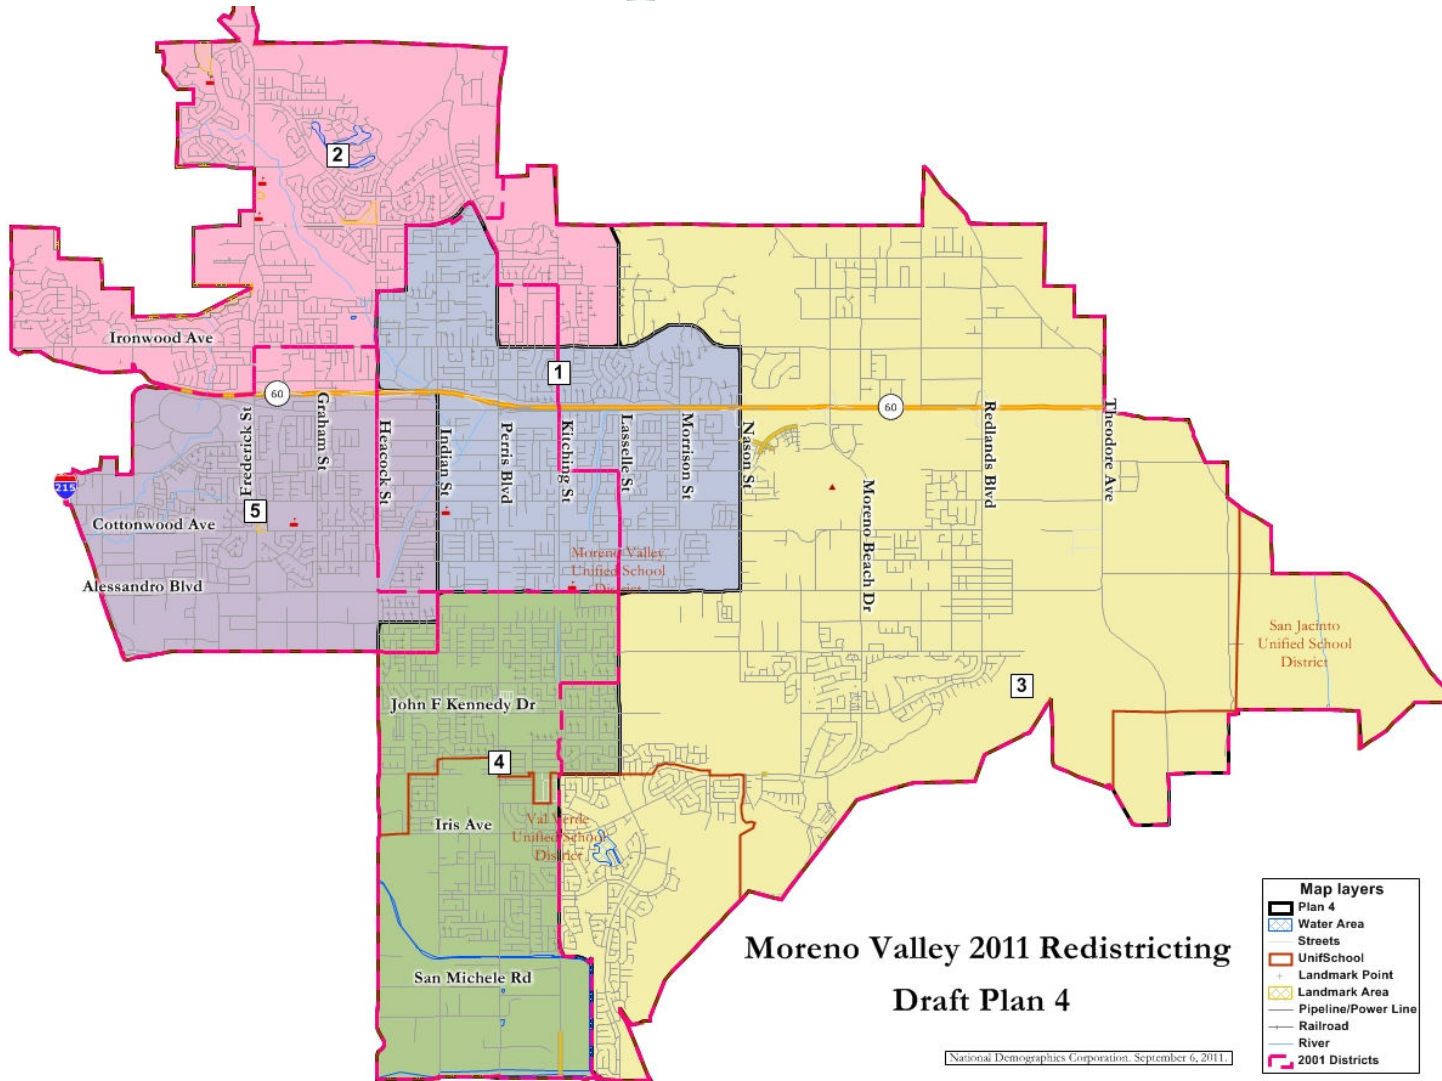 2
Ironwood Ave
1
60
60
Frederick St
Graham St
Heacock St
Indian St
Perris Blvd
Kitching St
Lasselle St
Morrison St
Nason St
Moreno Beach Dr
Redlands Blvd
Theodore Ave
215
5
Cottonwood Ave
Moreno Valley
Unified School
District
Alessandro Blvd
San Jacinto
Unified School
District
3
John F Kennedy Dr
4
Iris Ave
Val Verde
Unified School
District
San Michele Rd
Moreno Valley 2011 Redistricting
Draft Plan 4
National Demographics Corporation. September 6, 2011.
Map layers
Plan 4
Water Area
Streets
UnifSchool
Landmark Point
Landmark Area
Pipeline/Power Line
Railroad
River
2001 Districts